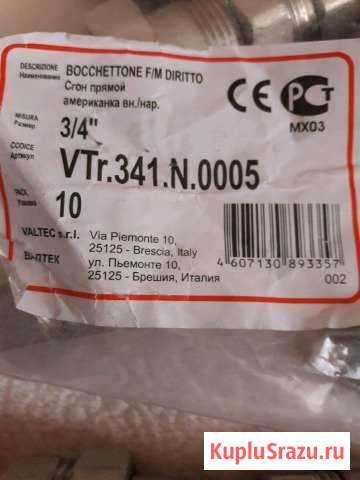 DESCRIZIONE BOCCHETTONE F/M DIRITTO
Наименование Сгон прямой
американка вн./нар.
MISURA
Размер 3/4"
CODICE
Артикул VTr.341.N.0005
PACK.
Упаковка 10
VALTEC s.r.l. Via Piemonte 10,
25125 - Brescia, Italy
ВАЛТЕК ул. Пьемонте 10,
25125 - Брешия, Италия
CE РСТ
MX03
4 607130 893357
002
KupluSrazu.ru